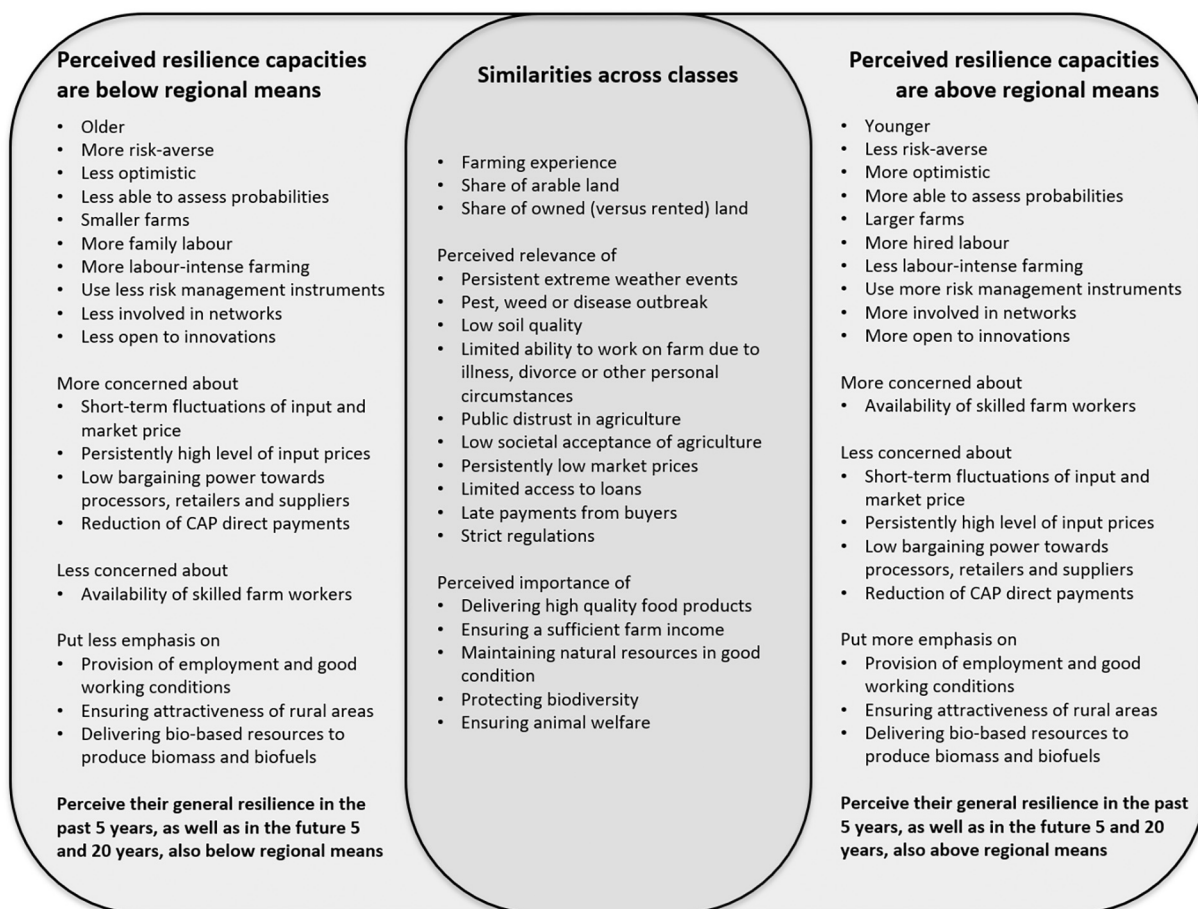 Perceived resilience capacities
are below regional means
• Older
• More risk-averse
• Less optimistic
• Less able to assess probabilities
• Smaller farms
• More family labour
• More labour-intense farming
• Use less risk management instruments
• Less involved in networks
• Less open to innovations
More concerned about
• Short-term fluctuations of input and
market price
• Persistently high level of input prices
• Low bargaining power towards
processors, retailers and suppliers
• Reduction of CAP direct payments
Less concerned about
• Availability of skilled farm workers
Put less emphasis on
• Provision of employment and good
working conditions
• Ensuring attractiveness of rural areas
• Delivering bio-based resources to
produce biomass and biofuels
Perceive their general resilience in the
past 5 years, as well as in the future 5
and 20 years, also below regional means
Similarities across classes
• Farming experience
• Share of arable land
• Share of owned (versus rented) land
Perceived relevance of
• Persistent extreme weather events
• Pest, weed or disease outbreak
• Low soil quality
• Limited ability to work on farm due to
illness, divorce or other personal
circumstances
• Public distrust in agriculture
• Low societal acceptance of agriculture
• Persistently low market prices
• Limited access to loans
• Late payments from buyers
• Strict regulations
Perceived importance of
• Delivering high quality food products
• Ensuring a sufficient farm income
• Maintaining natural resources in good
condition
• Protecting biodiversity
• Ensuring animal welfare
Perceived resilience capacities
are above regional means
• Younger
• Less risk-averse
• More optimistic
• More able to assess probabilities
• Larger farms
• More hired labour
• Less labour-intense farming
• Use more risk management instruments
• More involved in networks
• More open to innovations
More concerned about
• Availability of skilled farm workers
Less concerned about
• Short-term fluctuations of input and
market price
• Persistently high level of input prices
• Low bargaining power towards
processors, retailers and suppliers
• Reduction of CAP direct payments
Put more emphasis on
• Provision of employment and good
working conditions
• Ensuring attractiveness of rural areas
• Delivering bio-based resources to
produce biomass and biofuels
Perceive their general resilience in the past
5 years, as well as in the future 5 and 20
years, also above regional means